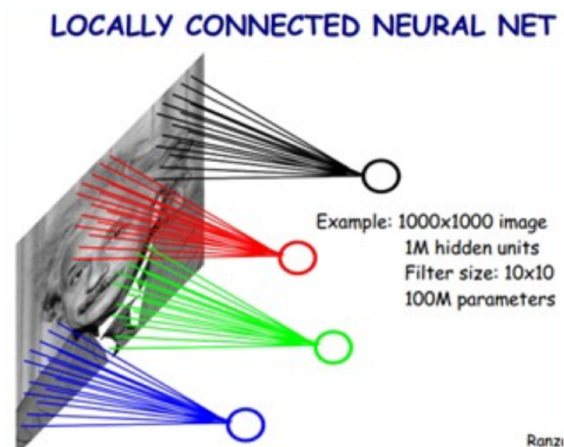 LOCALLY CONNECTED NEURAL NET
Example: 1000x1000 image
1M hidden units
Filter size: 10x10
100M parameters